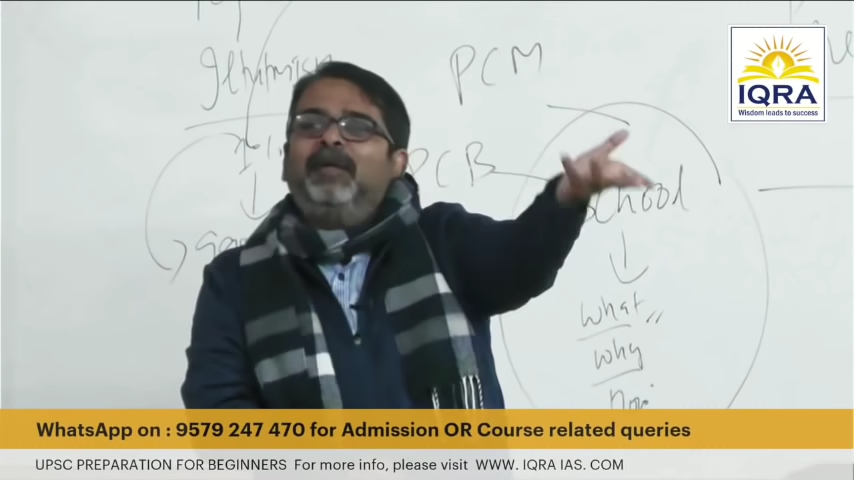 PCM
IQRA
Wisdom leads to success
PCB
School
what
why
WhatsApp on : 9579 247 470 for Admission OR Course related queries
UPSC PREPARATION FOR BEGINNERS For more info, please visit WWW. IQRA IAS. COM